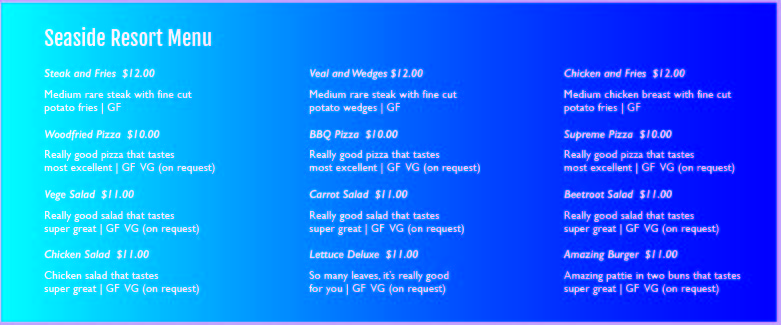 Seaside Resort Menu
Steak and Fries $12.00
Medium rare steak with fine cut
potato fries | GF
Woodfried Pizza $10.00
Really good pizza that tastes
most excellent | GF VG (on request)
Vege Salad $11.00
Really good salad that tastes
super great | GF VG (on request)
Chicken Salad $11.00
Chicken salad that tastes
super great | GF VG (on request)
Veal and Wedges $12.00
Medium rare steak with fine cut
potato wedges | GF
BBQ Pizza $10.00
Really good pizza that tastes
most excellent | GF VG (on request)
Carrot Salad $11.00
Really good salad that tastes
super great | GF VG (on request)
Lettuce Deluxe $11.00
So many leaves, it's really good
for you | GF VG (on request)
Chicken and Fries $12.00
Medium chicken breast with fine cut
potato fries | GF
Supreme Pizza $10.00
Really good pizza that tastes
most excellent | GF VG (on request)
Beetroot Salad $11.00
Really good salad that tastes
super great | GF VG (on request)
Amazing Burger $11.00
Amazing pattie in two buns that tastes
super great | GF VG (on request)